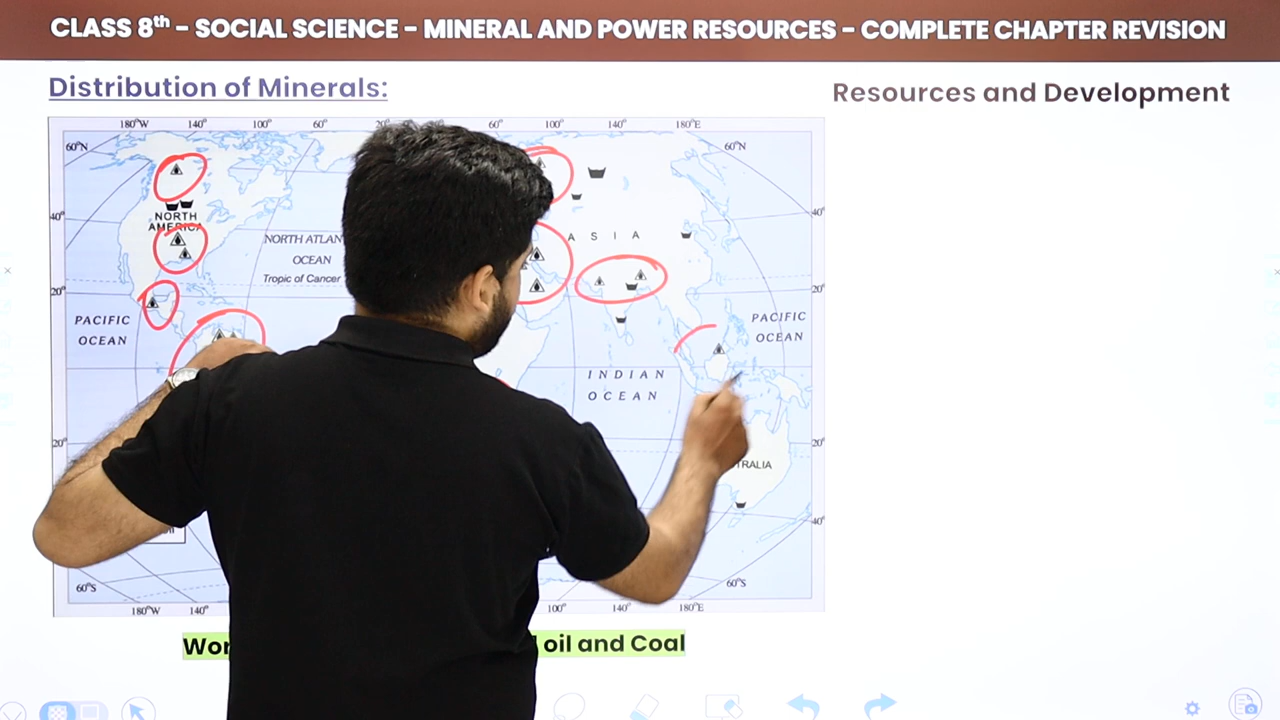 CLASS 8th - SOCIAL SCIENCE - MINERAL AND POWER RESOURCES - COMPLETE CHAPTER REVISION
Distribution of Minerals:
Resources and Development
180°W 140° 100° 60° 60° 100° 140° 180°E
60°N 60°N
40° 40°
NORTH
AMERICA
A S I A
NORTH ATLAN
OCEAN
Tropic of Cancer
20° 20°
PACIFIC
OCEAN
PACIFIC
OCEAN
INDIAN
OCEAN
20° 20°
TRALIA
40°
60°S 60°S
180°W 140° 100° 140° 180°E
Wor oil and Coal